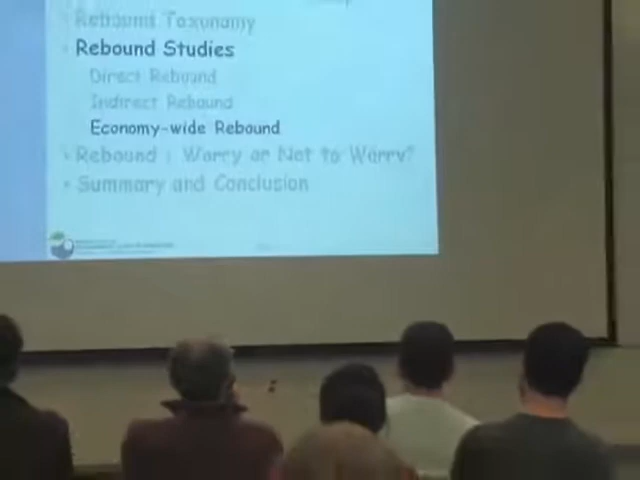 Rebound Taxonomy
Rebound Studies
Direct Rebound
Indirect Rebound
Economy-wide Rebound
Rebound : Worry or Not to Worry?
Summary and Conclusion